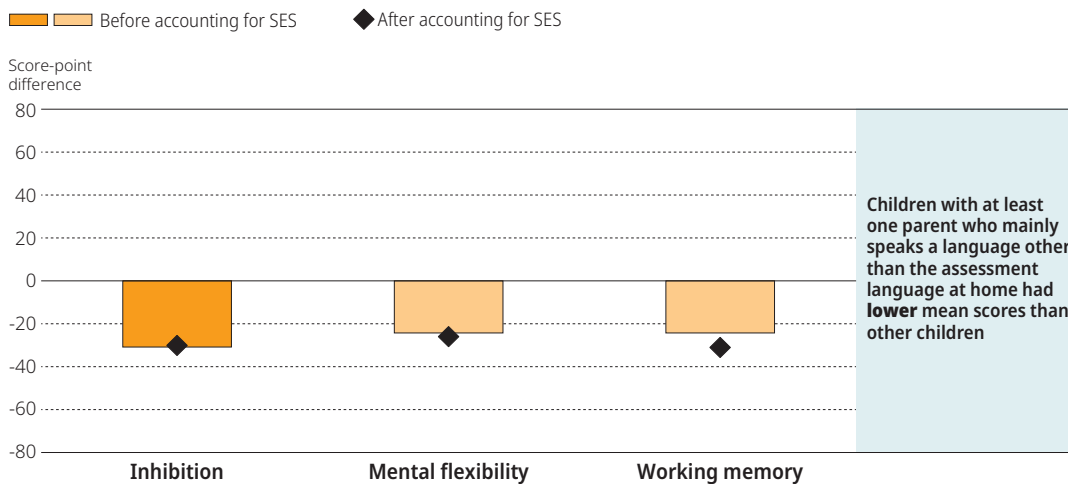 Before accounting for SES
After accounting for SES
Score-point
difference
80
60
40
20
0
-20
-40
-60
-80
Children with at least
one parent who mainly
speaks a language other
than the assessment
language at home had
lower mean scores than
other children
Inhibition
Mental flexibility
Working memory